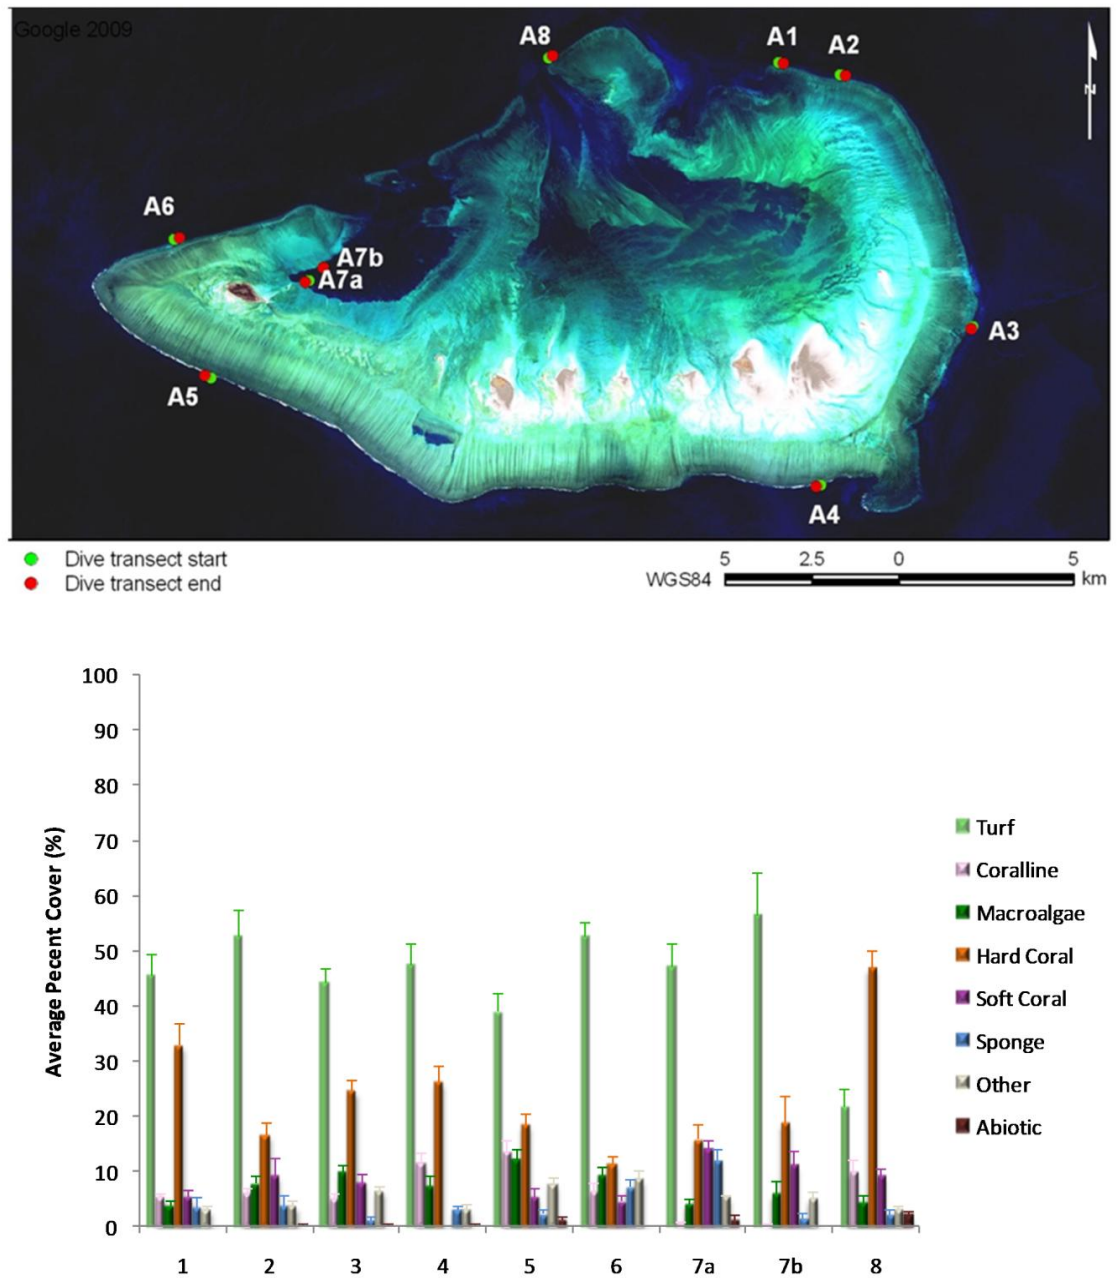 Google 2009
A8
A1
A2
N
A6
A7b
A7a
A3
A5
A4
Dive transect start
Dive transect end
5 2.5 0 5
WGS84 km
100
90
80
70
60
50
40
30
20
10
0
Average Pecent Cover (%)
1 2 3 4 5 6 7a 7b 8
Turf
Coralline
Macroalgae
Hard Coral
Soft Coral
Sponge
Other
Abiotic